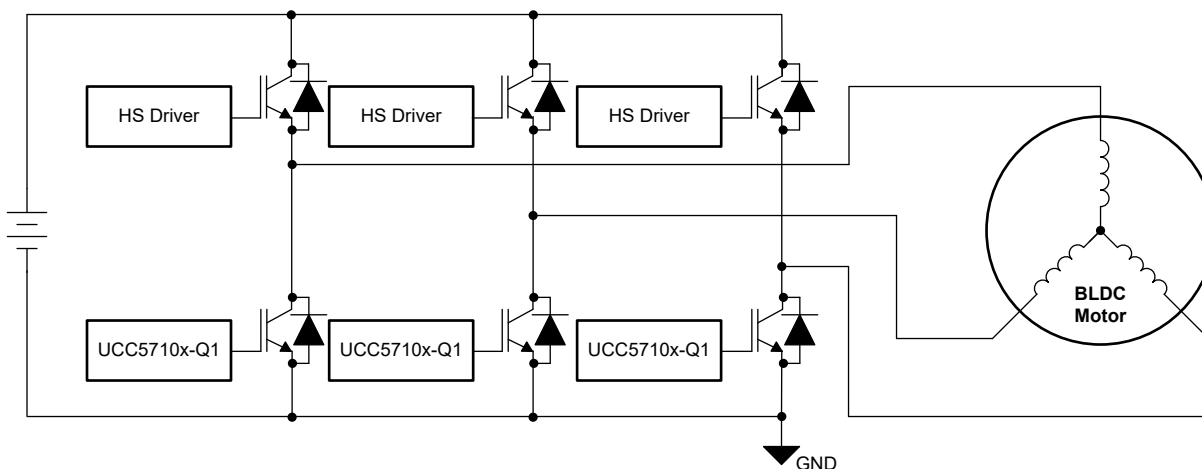 HS Driver
HS Driver
HS Driver
BLDC
Motor
UCC5710x-Q1
UCC5710x-Q1
UCC5710x-Q1
GND